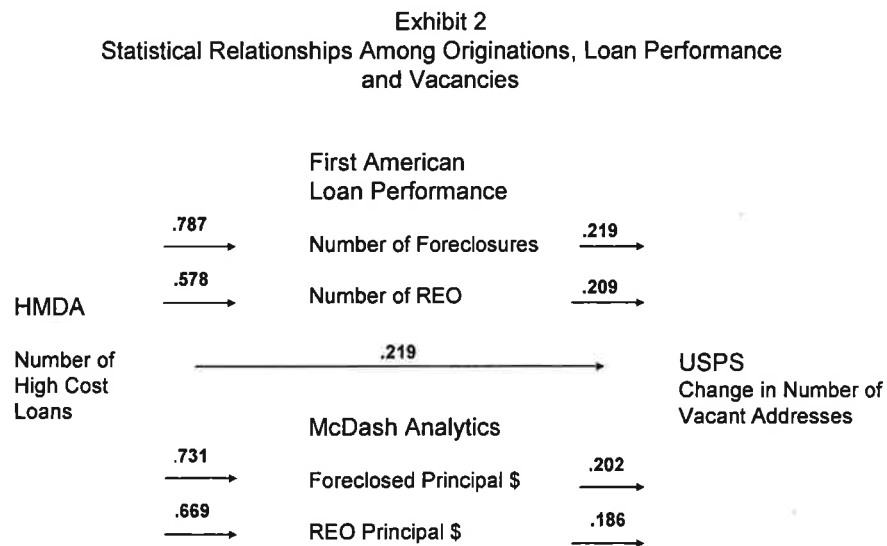 Exhibit 2
Statistical Relationships Among Originations, Loan Performance
and Vacancies
First American
Loan Performance
.787
Number of Foreclosures
.219
.578
Number of REO
.209
HMDA
Number of
High Cost
Loans
.219
USPS
Change in Number of
Vacant Addresses
McDash Analytics
.731
Foreclosed Principal $
.202
.669
REO Principal $
.186